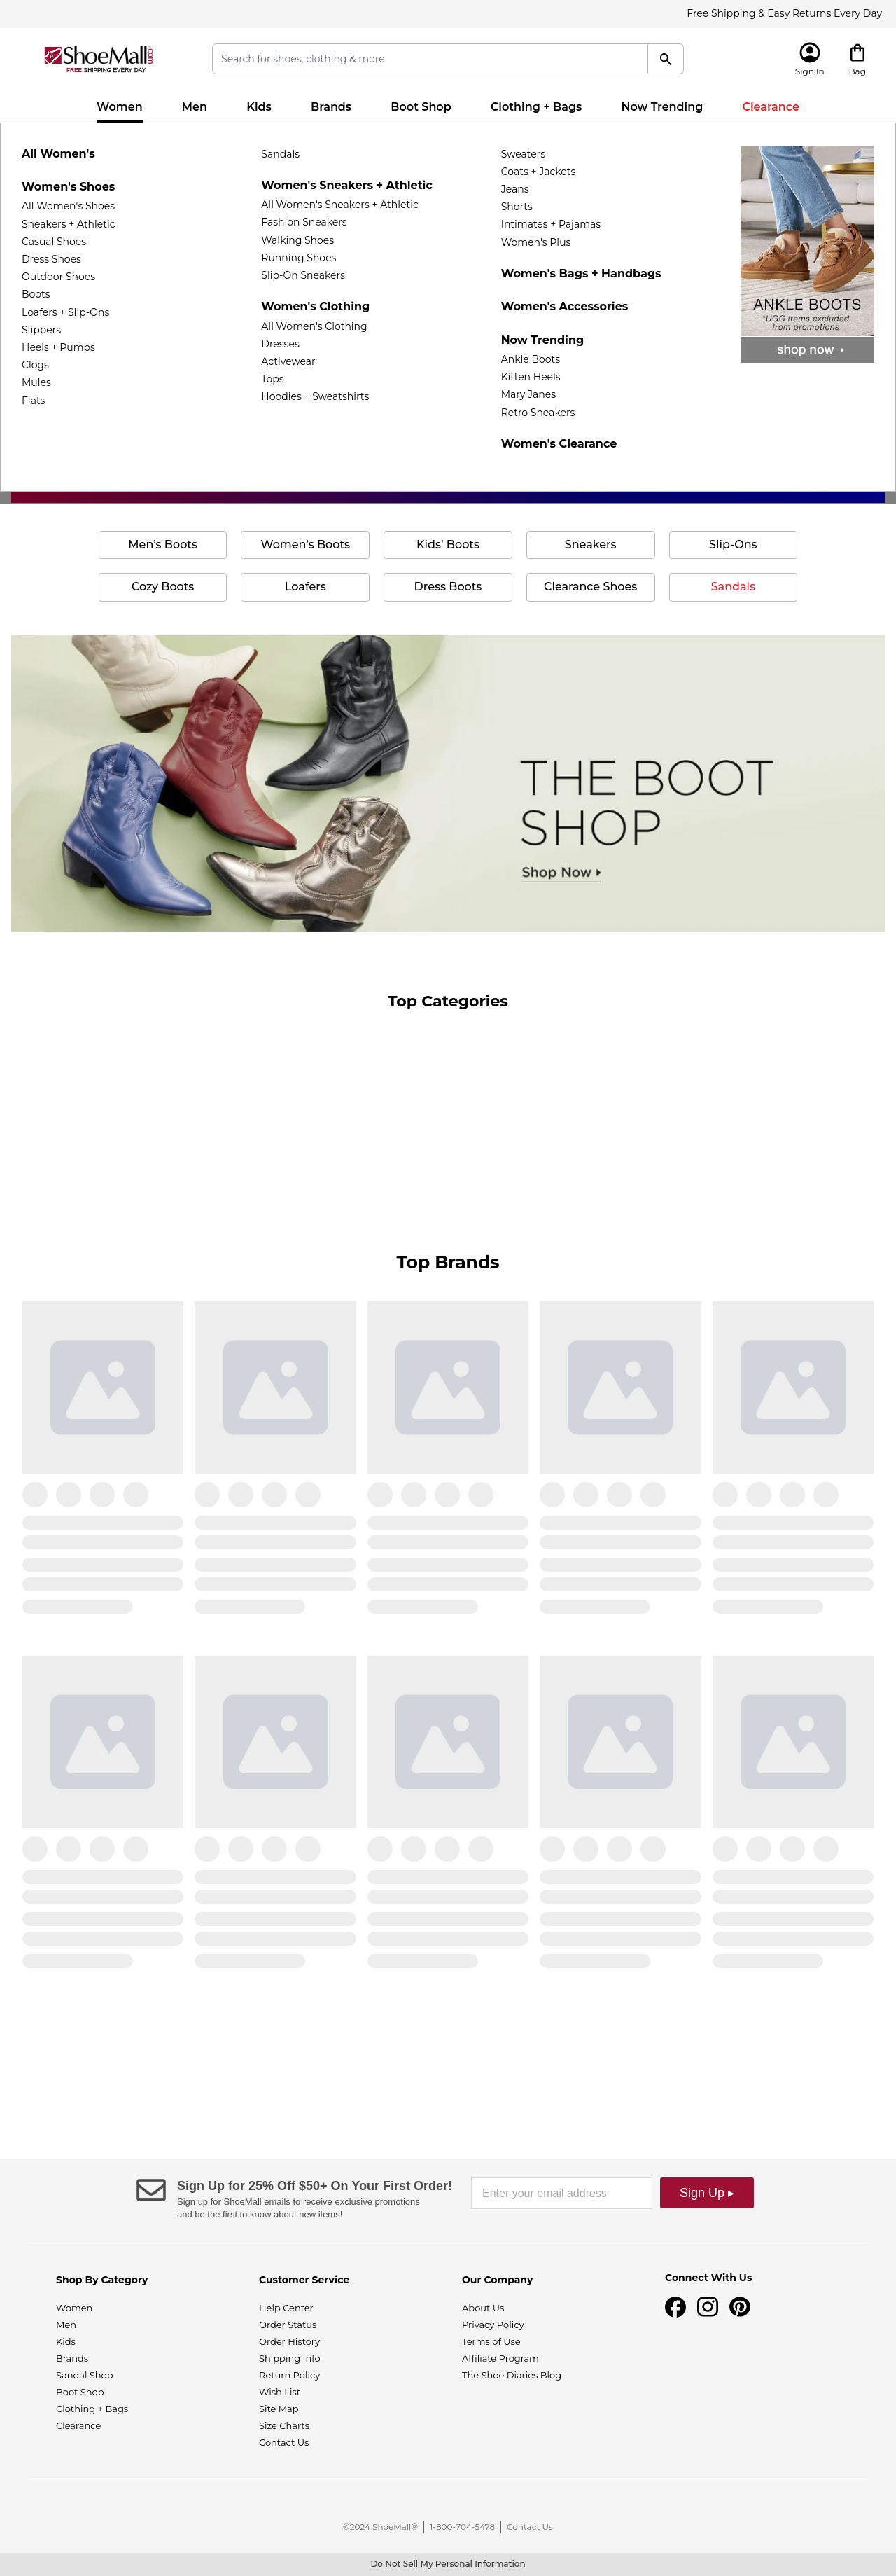 Free Shipping & Easy Returns Every Day
ShoeMall.com
FREE SHIPPING EVERY DAY
Search for shoes, clothing & more
Sign In
Bag
Women
Men
Kids
Brands
Boot Shop
Clothing + Bags
Now Trending
Clearance
All Women's
Women's Shoes
All Women's Shoes
Sneakers + Athletic
Casual Shoes
Dress Shoes
Outdoor Shoes
Boots
Loafers + Slip-Ons
Slippers
Heels + Pumps
Clogs
Mules
Flats
Sandals
Women's Sneakers + Athletic
All Women's Sneakers + Athletic
Fashion Sneakers
Walking Shoes
Running Shoes
Slip-On Sneakers
Women's Clothing
All Women's Clothing
Dresses
Activewear
Tops
Hoodies + Sweatshirts
Sweaters
Coats + Jackets
Jeans
Shorts
Intimates + Pajamas
Women's Plus
Women's Bags + Handbags
Women's Accessories
Now Trending
Ankle Boots
Kitten Heels
Mary Janes
Retro Sneakers
Women's Clearance
ANKLE BOOTS
*UGG items excluded
from promotions
shop now
Men's Boots
Women's Boots
Kids' Boots
Sneakers
Slip-Ons
Cozy Boots
Loafers
Dress Boots
Clearance Shoes
Sandals
THE BOOT
SHOP
Shop Now
Top Categories
Top Brands
Sign Up for 25% Off $50+ On Your First Order!
Sign up for ShoeMall emails to receive exclusive promotions
and be the first to know about new items!
Enter your email address
Sign Up ▸
Shop By Category
Women
Men
Kids
Brands
Sandal Shop
Boot Shop
Clothing + Bags
Clearance
Customer Service
Help Center
Order Status
Order History
Shipping Info
Return Policy
Wish List
Site Map
Size Charts
Contact Us
Our Company
About Us
Privacy Policy
Terms of Use
Affiliate Program
The Shoe Diaries Blog
Connect With Us
©2024 ShoeMall®
1-800-704-5478
Contact Us
Do Not Sell My Personal Information